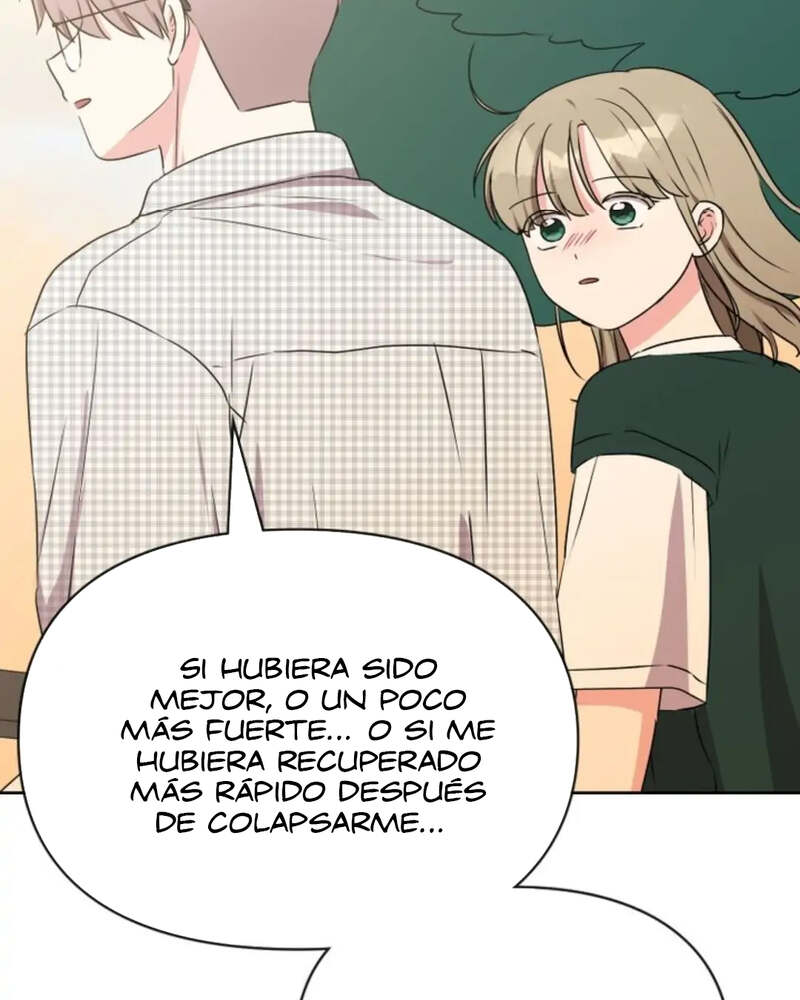 SI HUBIERA SIDO
MEJOR, O UN POCO
MÁS FUERTE... O SI ME
HUBIERA RECUPERADO
MÁS RÁPIDO DESPUÉS
DE COLAPSARME...